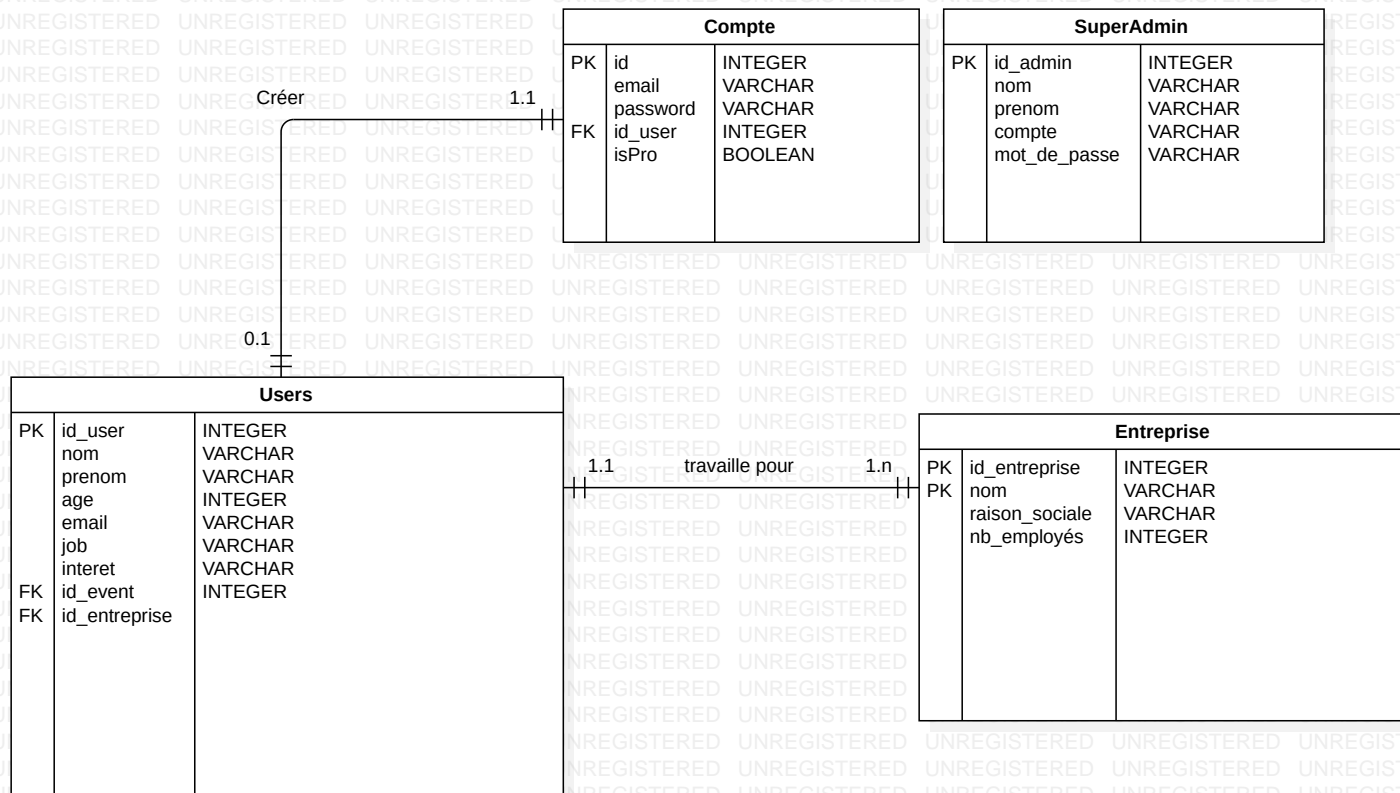 Compte
PK id INTEGER
email VARCHAR
password VARCHAR
FK id_user INTEGER
isPro BOOLEAN
SuperAdmin
PK id_admin INTEGER
nom VARCHAR
prenom VARCHAR
compte VARCHAR
mot_de_passe VARCHAR
Créer
1.1
0.1
Users
PK id_user INTEGER
nom VARCHAR
prenom VARCHAR
age INTEGER
email VARCHAR
job VARCHAR
interet VARCHAR
FK id_event INTEGER
FK id_entreprise
1.1 travaille pour 1.n
Entreprise
PK id_entreprise INTEGER
PK nom VARCHAR
raison_sociale VARCHAR
nb_employés INTEGER
UNREGISTERED